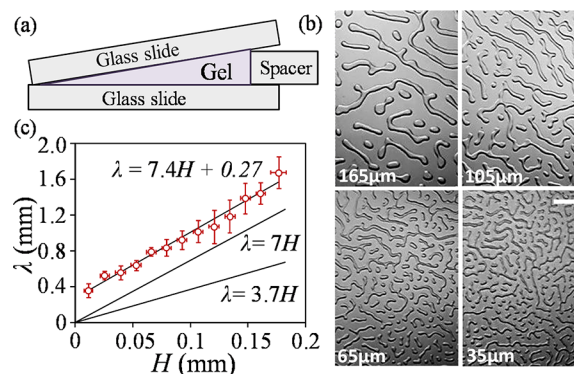 (a)
Glass slide
Gel
Spacer
Glass slide
(b)
165µm
105µm
65µm
35µm
(c)
λ = 7.4H + 0.27
λ = 7H
λ = 3.7H
λ (mm)
2.0
1.6
1.2
0.8
0.4
0
0
0.05
0.1
0.15
0.2
H (mm)